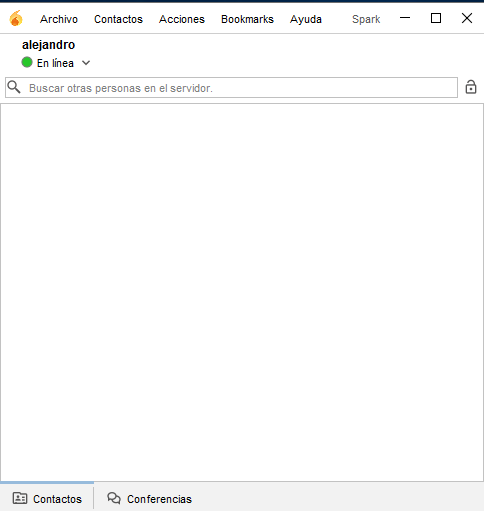 Archivo Contactos Acciones Bookmarks Ayuda Spark
alejandro
En línea
Buscar otras personas en el servidor.
Contactos Conferencias